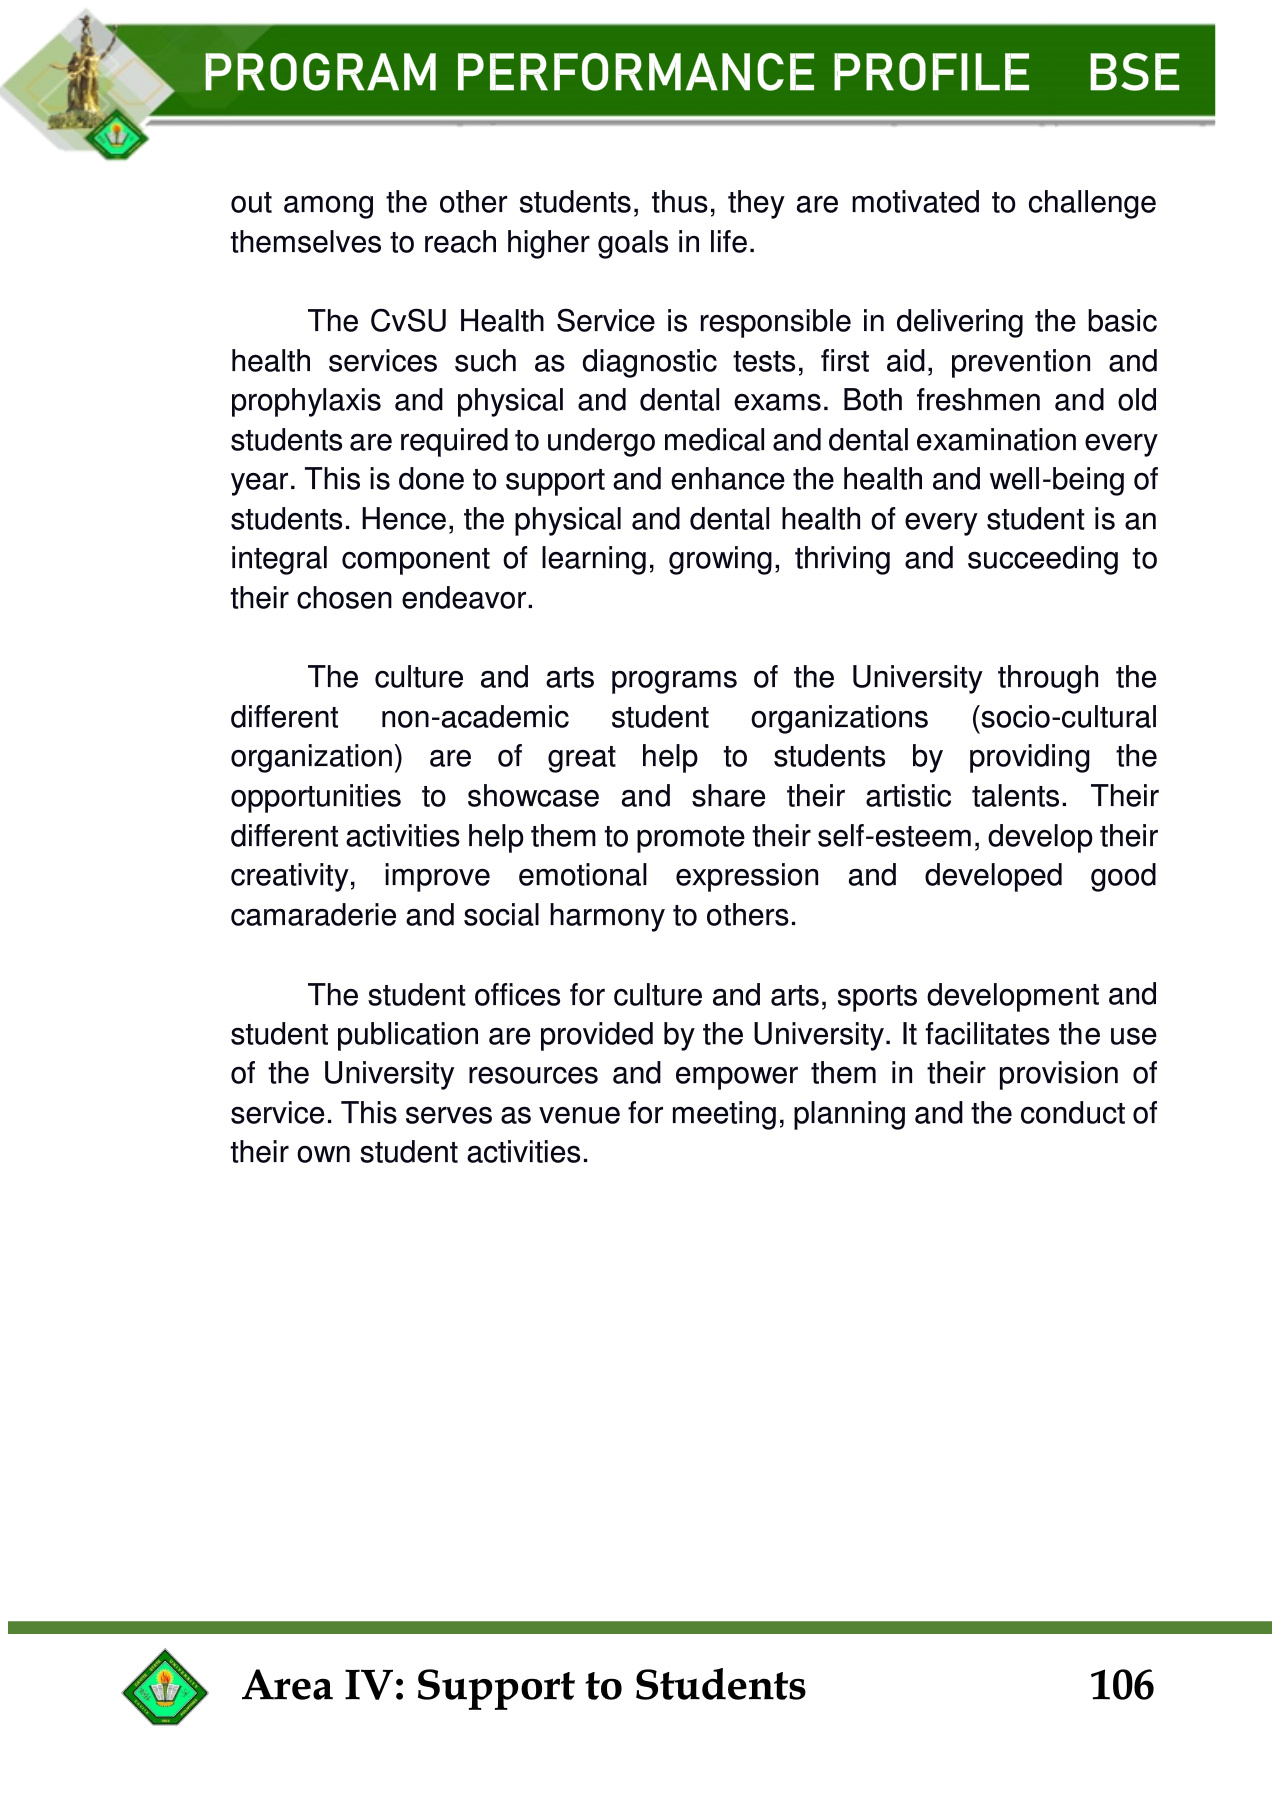 PROGRAM PERFORMANCE PROFILE BSE
out among the other students, thus, they are motivated to challenge
themselves to reach higher goals in life.
The CvSU Health Service is responsible in delivering the basic
health services such as diagnostic tests, first aid, prevention and
prophylaxis and physical and dental exams. Both freshmen and old
students are required to undergo medical and dental examination every
year. This is done to support and enhance the health and well-being of
students. Hence, the physical and dental health of every student is an
integral component of learning, growing, thriving and succeeding to
their chosen endeavor.
The culture and arts programs of the University through the
different non-academic student organizations (socio-cultural
organization) are of great help to students by providing the
opportunities to showcase and share their artistic talents. Their
different activities help them to promote their self-esteem, develop their
creativity, improve emotional expression and developed good
camaraderie and social harmony to others.
The student offices for culture and arts, sports development and
student publication are provided by the University. It facilitates the use
of the University resources and empower them in their provision of
service. This serves as venue for meeting, planning and the conduct of
their own student activities.
Area IV: Support to Students 106